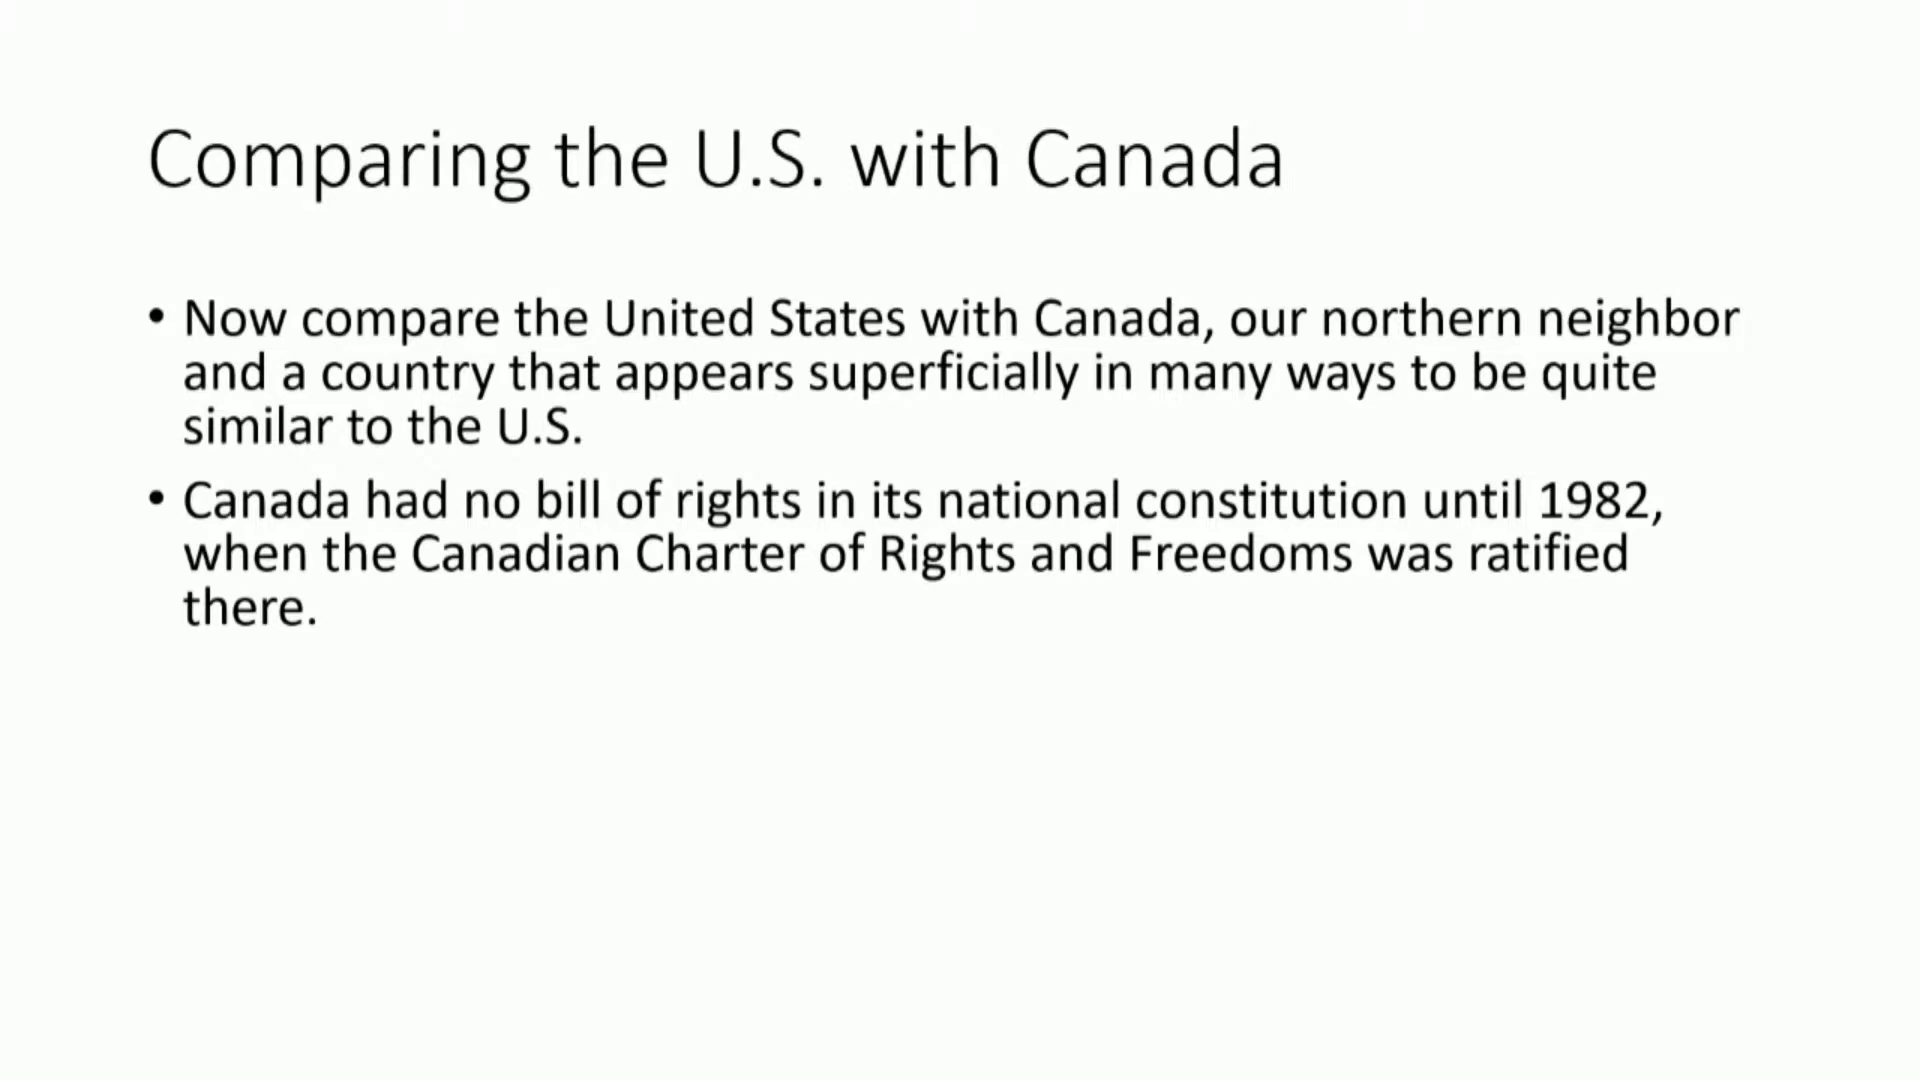 Comparing the U.S. with Canada
• Now compare the United States with Canada, our northern neighbor
and a country that appears superficially in many ways to be quite
similar to the U.S.
• Canada had no bill of rights in its national constitution until 1982,
when the Canadian Charter of Rights and Freedoms was ratified
there.